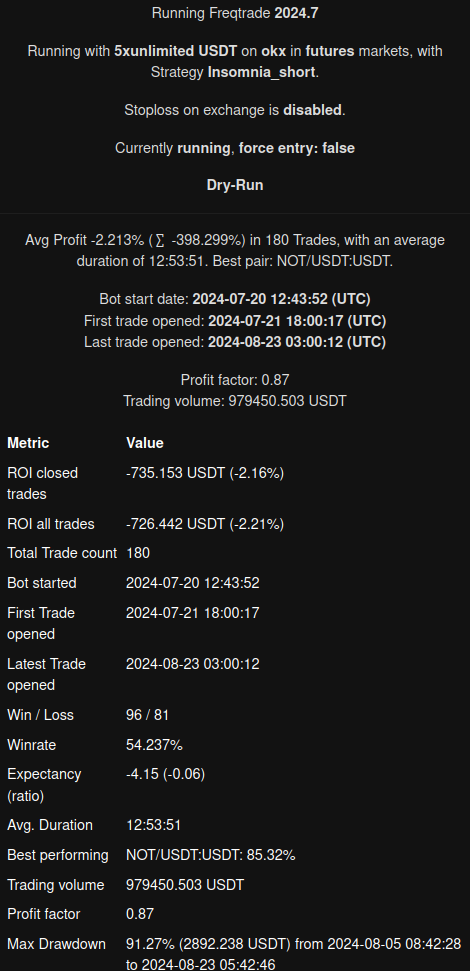 Running Freqtrade 2024.7
Running with 5xunlimited USDT on okx in futures markets, with
Strategy Insomnia_short.
Stoploss on exchange is disabled.
Currently running, force entry: false
Dry-Run
Avg Profit -2.213% (∑ -398.299%) in 180 Trades, with an average
duration of 12:53:51. Best pair: NOT/USDT:USDT.
Bot start date: 2024-07-20 12:43:52 (UTC)
First trade opened: 2024-07-21 18:00:17 (UTC)
Last trade opened: 2024-08-23 03:00:12 (UTC)
Profit factor: 0.87
Trading volume: 979450.503 USDT
Metric Value
ROI closed -735.153 USDT (-2.16%)
trades
ROI all trades -726.442 USDT (-2.21%)
Total Trade count 180
Bot started 2024-07-20 12:43:52
First Trade 2024-07-21 18:00:17
opened
Latest Trade 2024-08-23 03:00:12
opened
Win / Loss 96 / 81
Winrate 54.237%
Expectancy -4.15 (-0.06)
(ratio)
Avg. Duration 12:53:51
Best performing NOT/USDT:USDT: 85.32%
Trading volume 979450.503 USDT
Profit factor 0.87
Max Drawdown 91.27% (2892.238 USDT) from 2024-08-05 08:42:28
to 2024-08-23 05:42:46